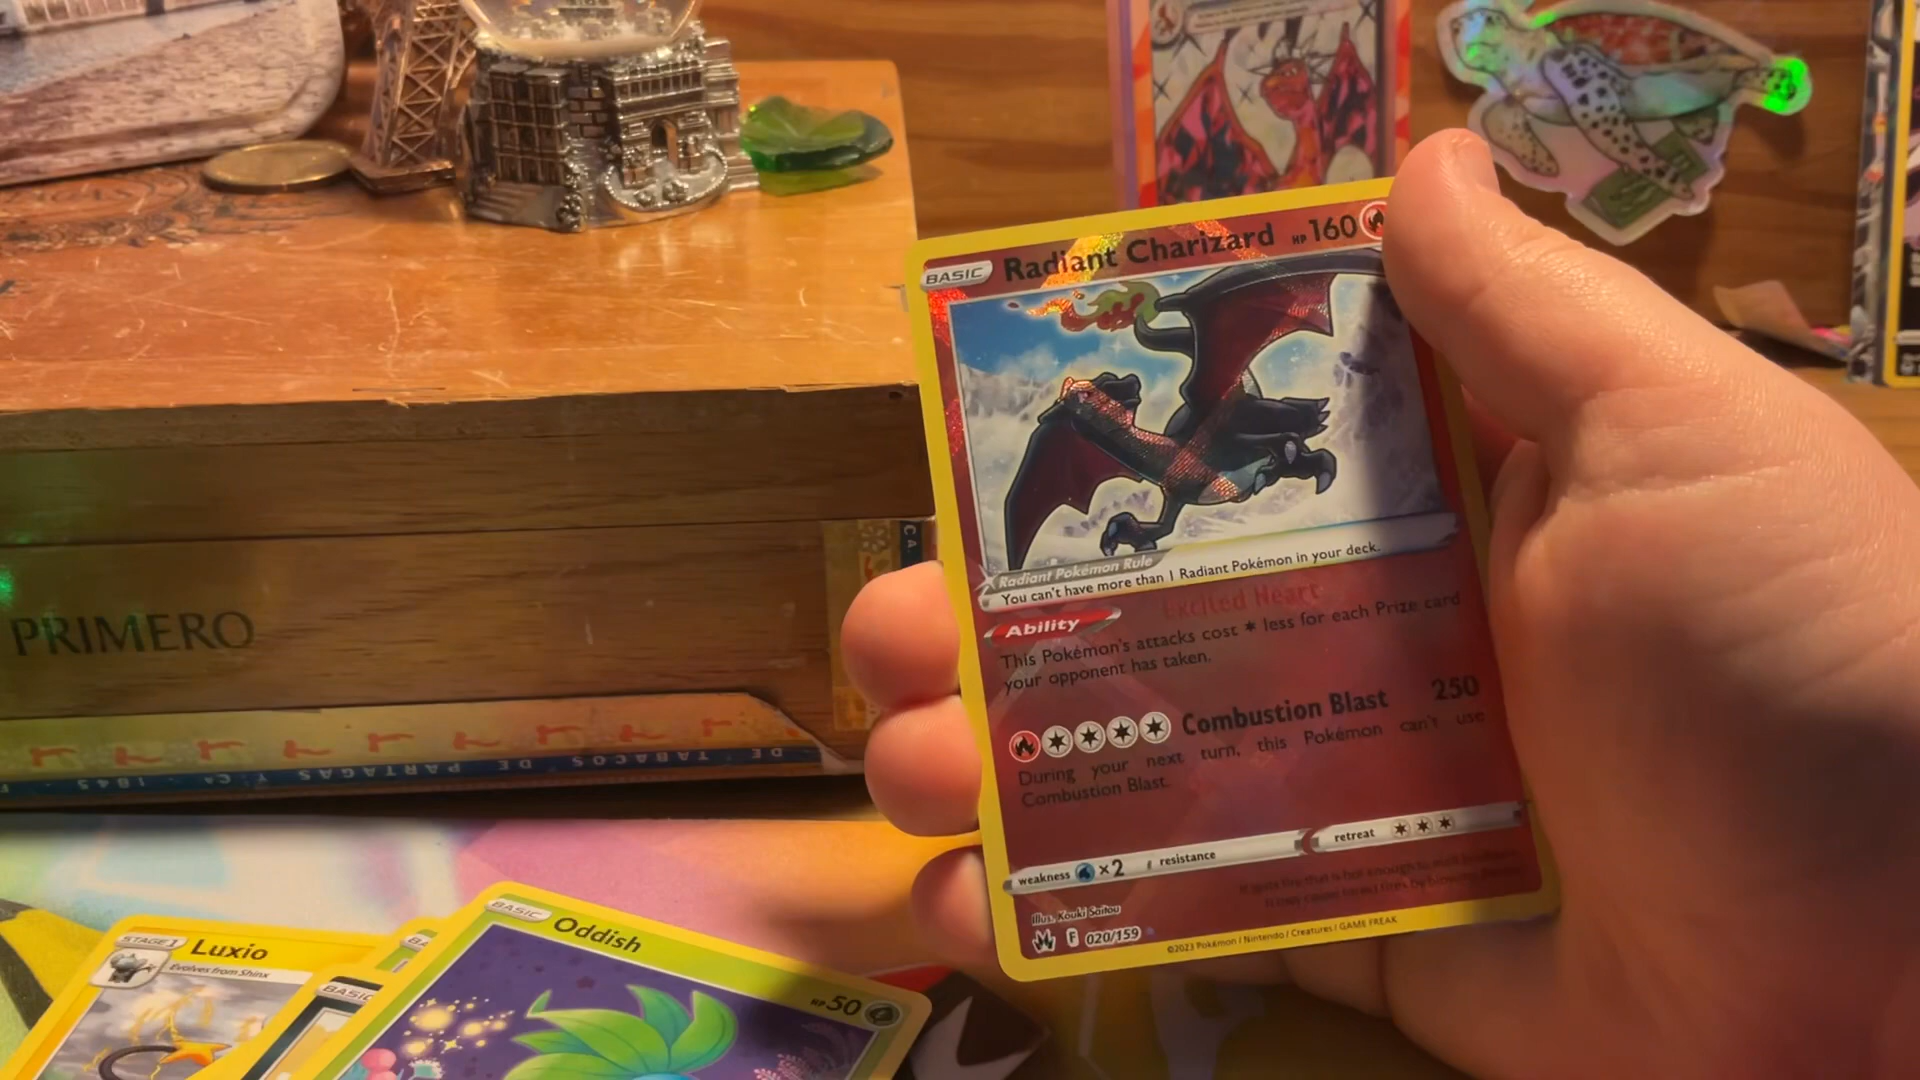 BASIC Radiant Charizard HP 160
Radiant Pokémon Rule
You can't have more than 1 Radiant Pokémon in your deck.
Ability Excited Heart
This Pokémon's attacks cost less for each Prize card
your opponent has taken.
Combustion Blast 250
During your next turn, this Pokémon can't use
Combustion Blast.
weakness ×2 resistance retreat
Illus. Kouki Saitou
F 020/159
©2023 Pokémon / Nintendo / Creatures / GAME FREAK
PRIMERO
DE TABACOS DE PARTAGAS Y Cª · 1845
CA.
STAGE 1 Luxio
Evolves from Shinx
BASIC
BASIC Oddish
HP 50